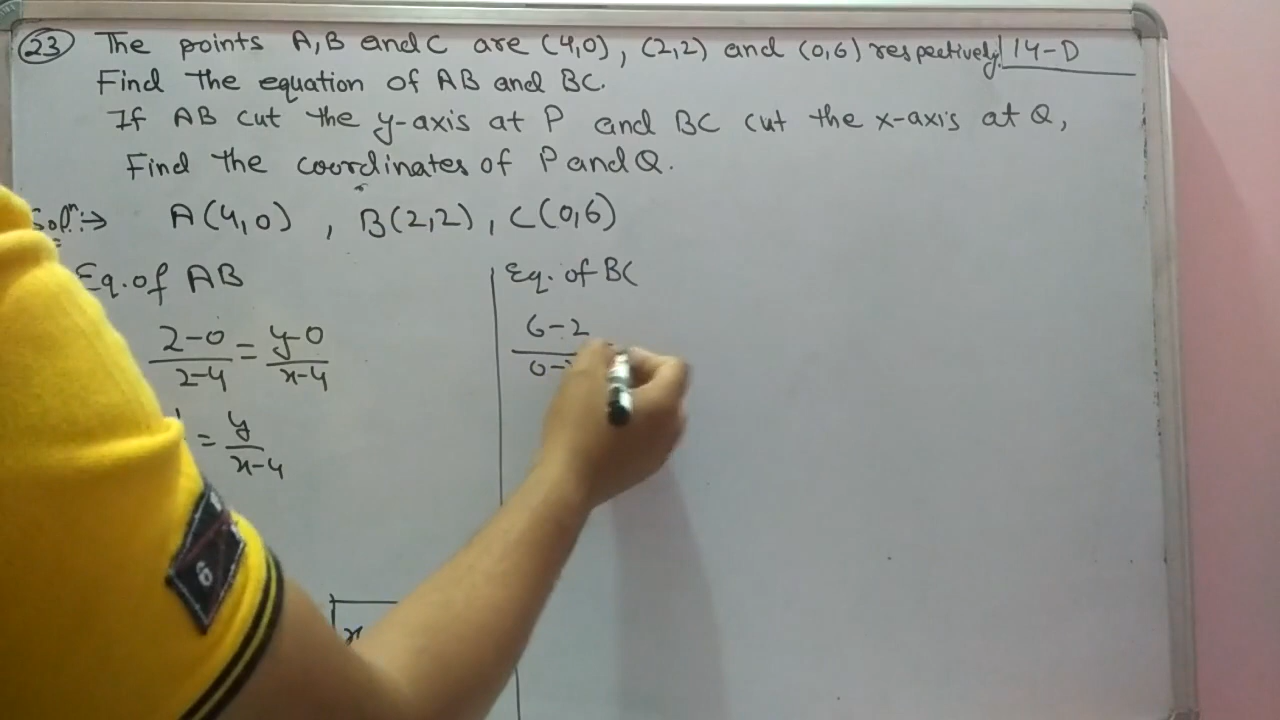 23 The points A, B and C are (4,0), (2,2) and (0,6) respectively. 14-D
Find the equation of AB and BC.
If AB cut the y-axis at P and BC cut the x-axis at Q,
Find the coordinates of P and Q.
Solⁿ:→ A(4,0), B(2,2), C(0,6)
Eq. of AB
2-0/2-4 = y-0/x-4
= y/x-4
x
Eq. of BC
6-2
0-
6